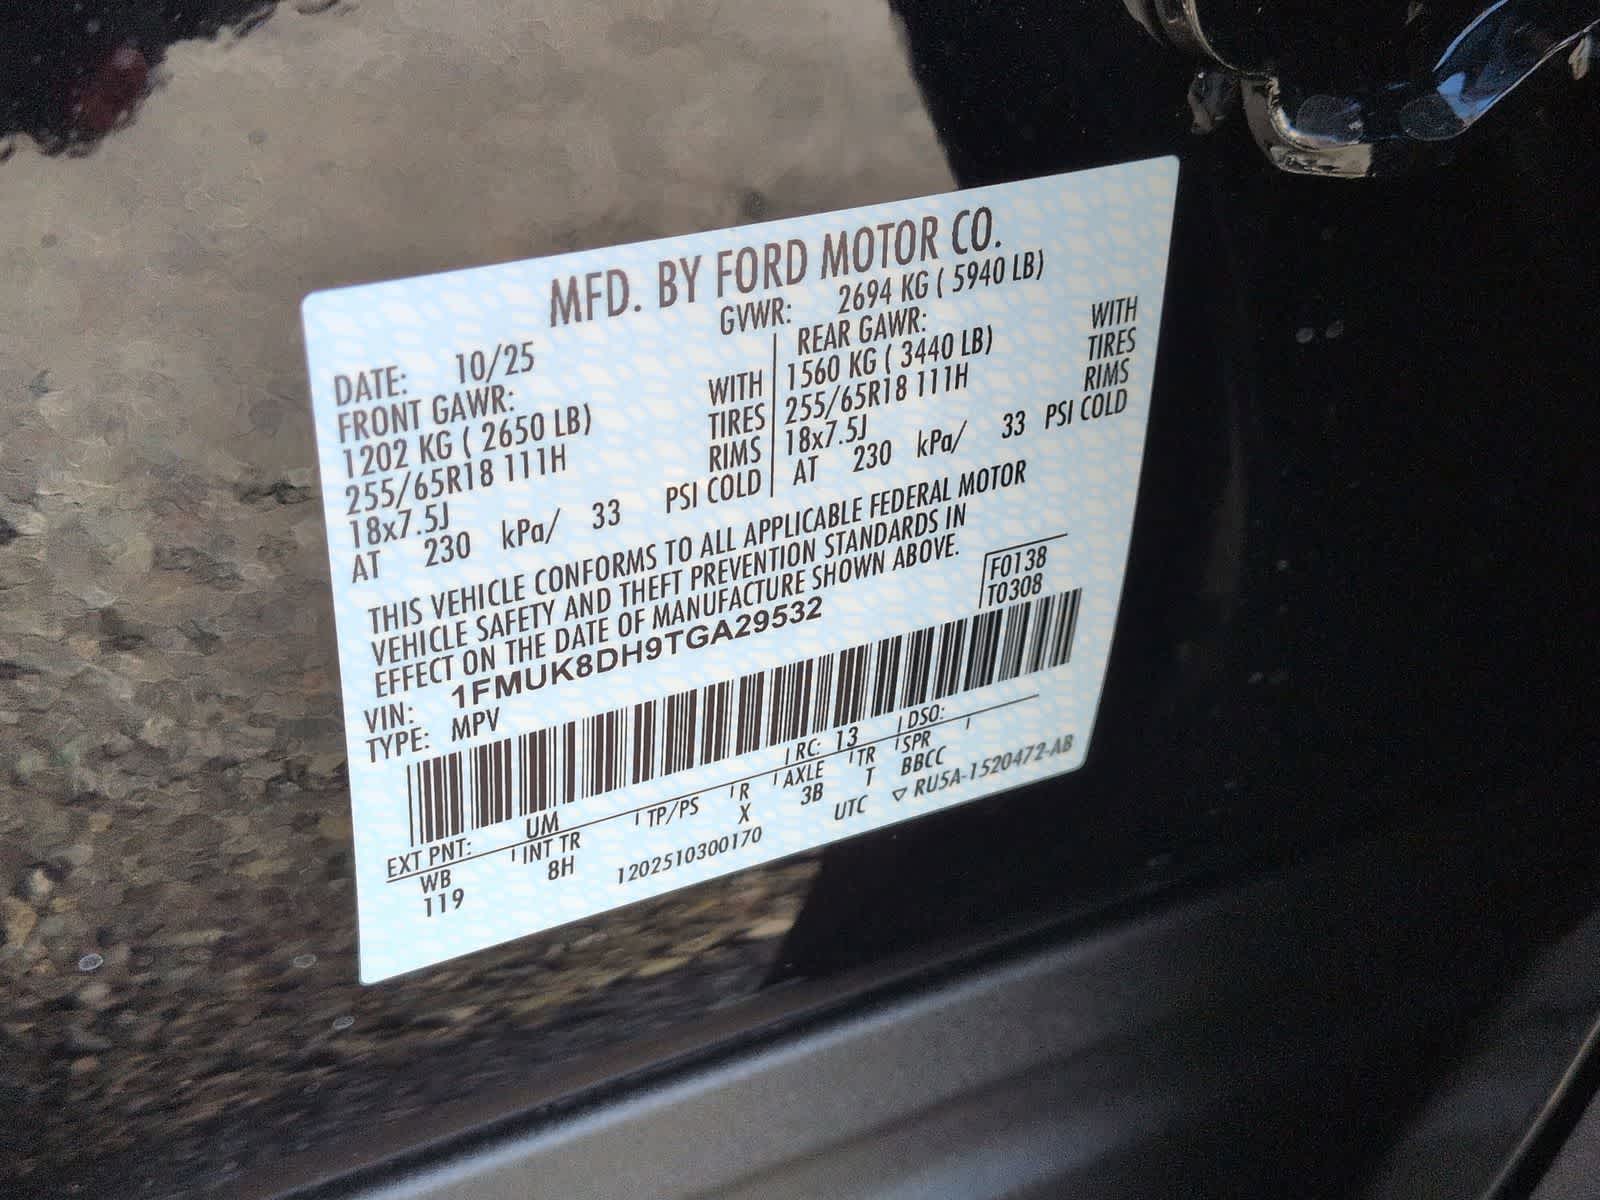 MFD. BY FORD MOTOR CO.
DATE: 10/25 GVWR: 2694 KG ( 5940 LB)
FRONT GAWR: REAR GAWR:
1202 KG ( 2650 LB) WITH 1560 KG ( 3440 LB) WITH
255/65R18 111H TIRES 255/65R18 111H TIRES
18x7.5J RIMS 18x7.5J RIMS
AT 230 kPa/ 33 PSI COLD AT 230 kPa/ 33 PSI COLD
THIS VEHICLE CONFORMS TO ALL APPLICABLE FEDERAL MOTOR
VEHICLE SAFETY AND THEFT PREVENTION STANDARDS IN
EFFECT ON THE DATE OF MANUFACTURE SHOWN ABOVE.
F0138
T0308
VIN: 1FMUK8DH9TGA29532
TYPE: MPV
EXT PNT: UM RC: 13 DSO:
WB INT TR TP/PS R AXLE TR SPR
119 8H X 3B T BBCC
1202510300170 UTC ▽ RU5A-1520472-AB